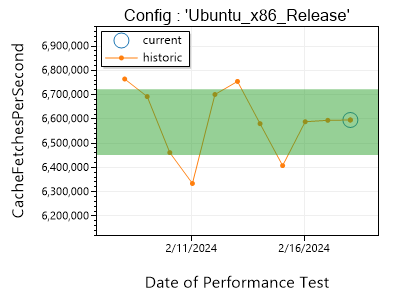 Config : 'Ubuntu_x86_Release'
current
historic
CacheFetchesPerSecond
6,900,000
6,800,000
6,700,000
6,600,000
6,500,000
6,400,000
6,300,000
6,200,000
2/11/2024
2/16/2024
Date of Performance Test